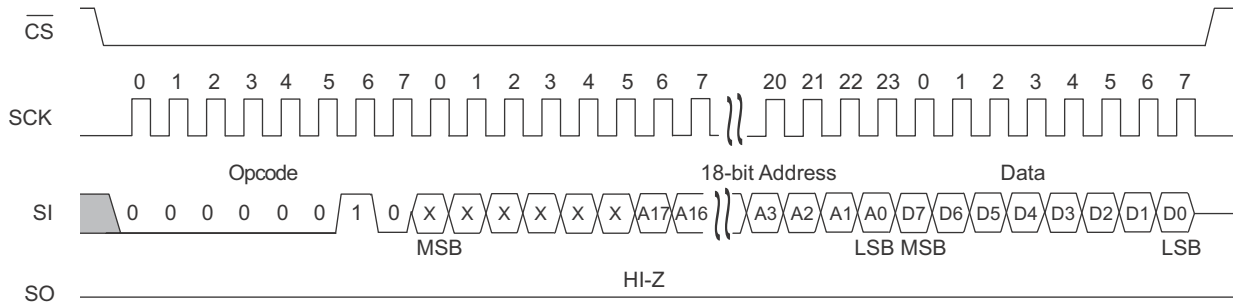 CS
0 1 2 3 4 5 6 7 0 1 2 3 4 5 6 7 20 21 22 23 0 1 2 3 4 5 6 7
SCK
Opcode 18-bit Address Data
SI 0 0 0 0 0 0 1 0 X X X X X X A17 A16 A3 A2 A1 A0 D7 D6 D5 D4 D3 D2 D1 D0
MSB LSB MSB LSB
HI-Z
SO